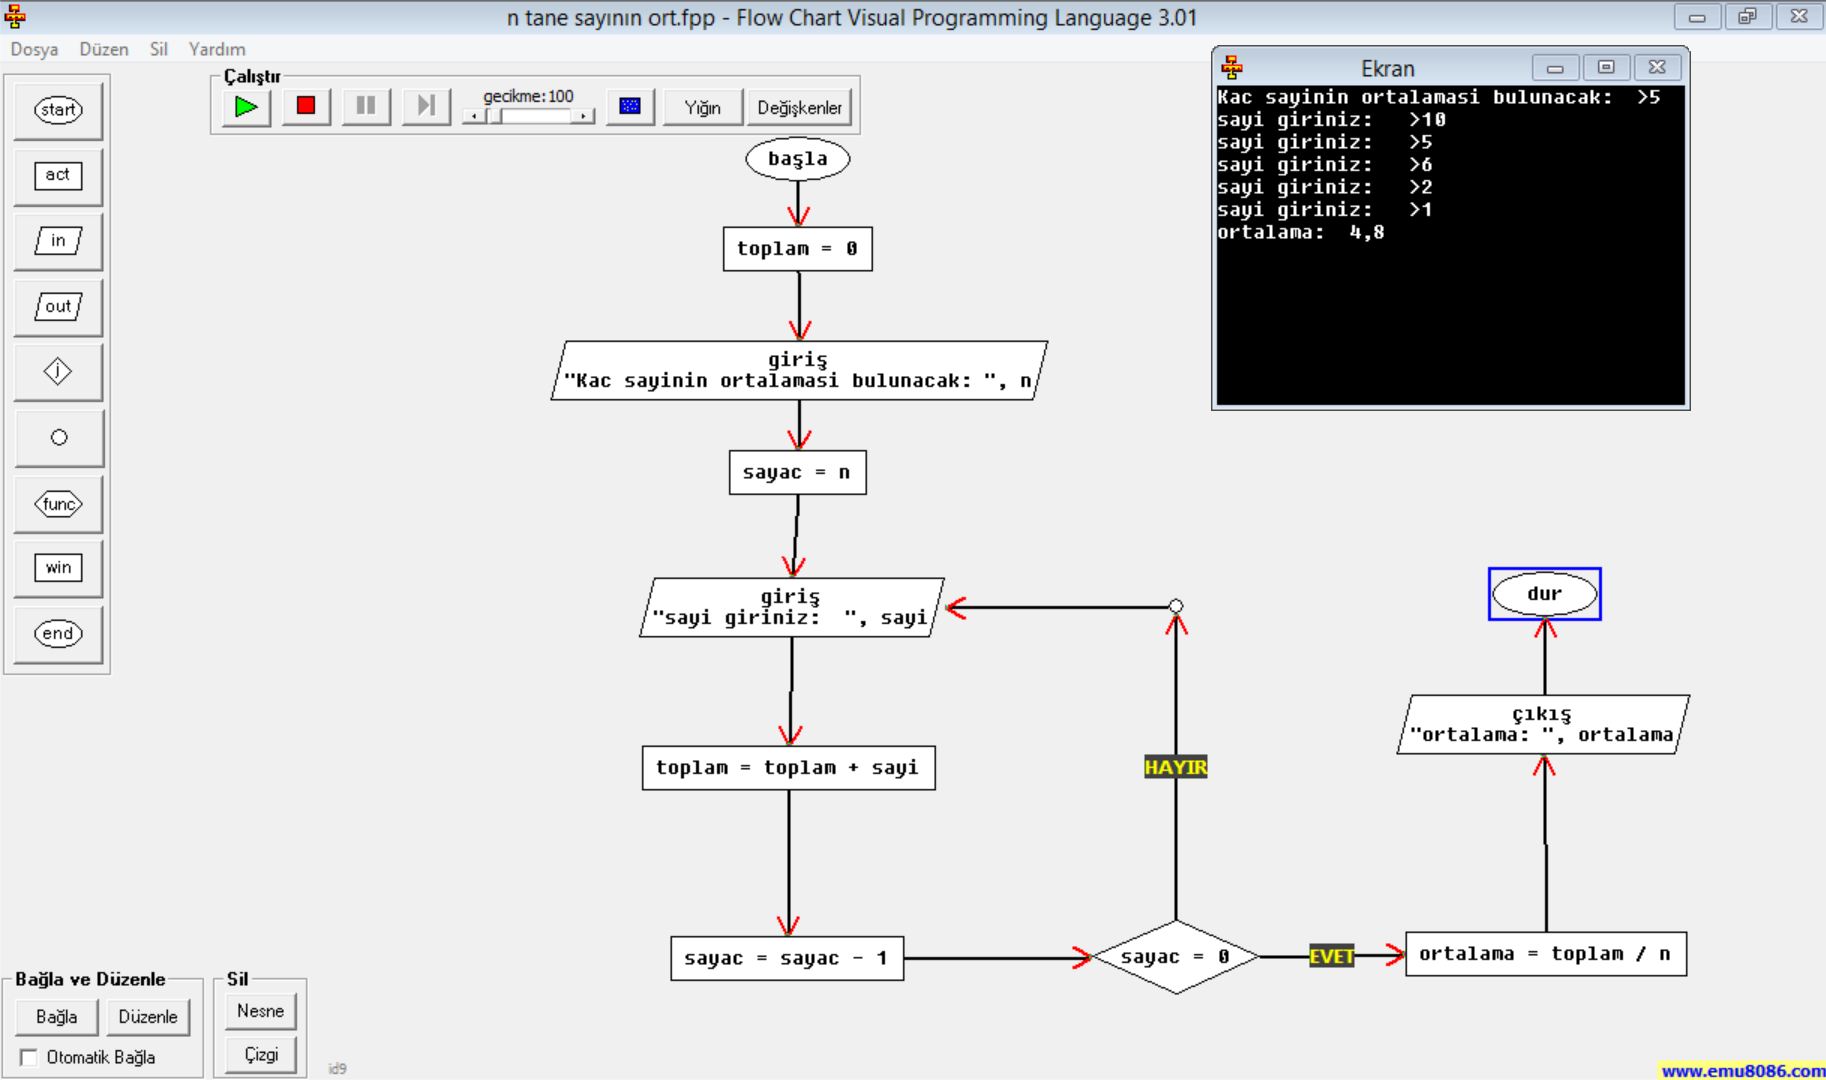 n tane sayının ort.fpp - Flow Chart Visual Programming Language 3.01
Dosya Düzen Sil Yardım
Çalıştır
gecikme:100
Yığın
Değişkenler
start
act
in
out
j
func
win
end
Ekran
Kac sayinin ortalamasi bulunacak:  >5
sayi giriniz:   >10
sayi giriniz:   >5
sayi giriniz:   >6
sayi giriniz:   >2
sayi giriniz:   >1
ortalama:  4,8
başla
toplam = 0
giriş
"Kac sayinin ortalamasi bulunacak: ", n
sayac = n
giriş
"sayi giriniz:  ", sayi
toplam = toplam + sayi
sayac = sayac - 1
sayac = 0
HAYIR
EVET
ortalama = toplam / n
çıkış
"ortalama: ", ortalama
dur
Bağla ve Düzenle
Bağla
Düzenle
Otomatik Bağla
Sil
Nesne
Çizgi
id9
www.emu8086.com